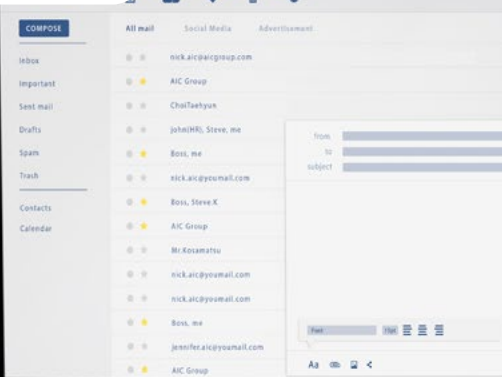 COMPOSE
All mail Social Media Advertisement
Inbox
Important
Sent mail
Drafts
Spam
Trash
Contacts
Calendar
nick.aic@aicgroup.com
AIC Group
ChoiTaehyun
John(HR), Steve, me
Boss, me
nick.aic@youmail.com
Boss, Steve.K
AIC Group
Mr.Kosamatsu
nick.aic@youmail.com
nick.aic@youmail.com
Boss, me
jennifer.aic@youmail.com
AIC Group
from
to
subject
Font 11pt
Aa